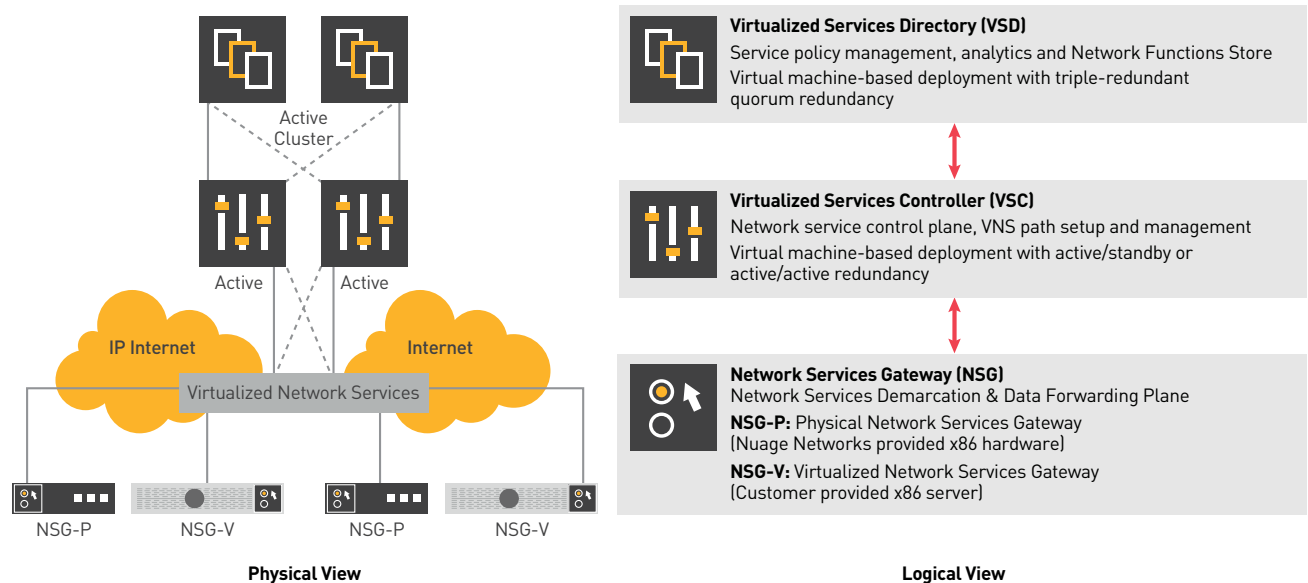 Active
Cluster
Active
Active
IP Internet
Internet
Virtualized Network Services
NSG-P
NSG-V
NSG-P
NSG-V
Physical View
Virtualized Services Directory (VSD)
Service policy management, analytics and Network Functions Store
Virtual machine-based deployment with triple-redundant
quorum redundancy
Virtualized Services Controller (VSC)
Network service control plane, VNS path setup and management
Virtual machine-based deployment with active/standby or
active/active redundancy
Network Services Gateway (NSG)
Network Services Demarcation & Data Forwarding Plane
NSG-P: Physical Network Services Gateway
(Nuage Networks provided x86 hardware)
NSG-V: Virtualized Network Services Gateway
(Customer provided x86 server)
Logical View